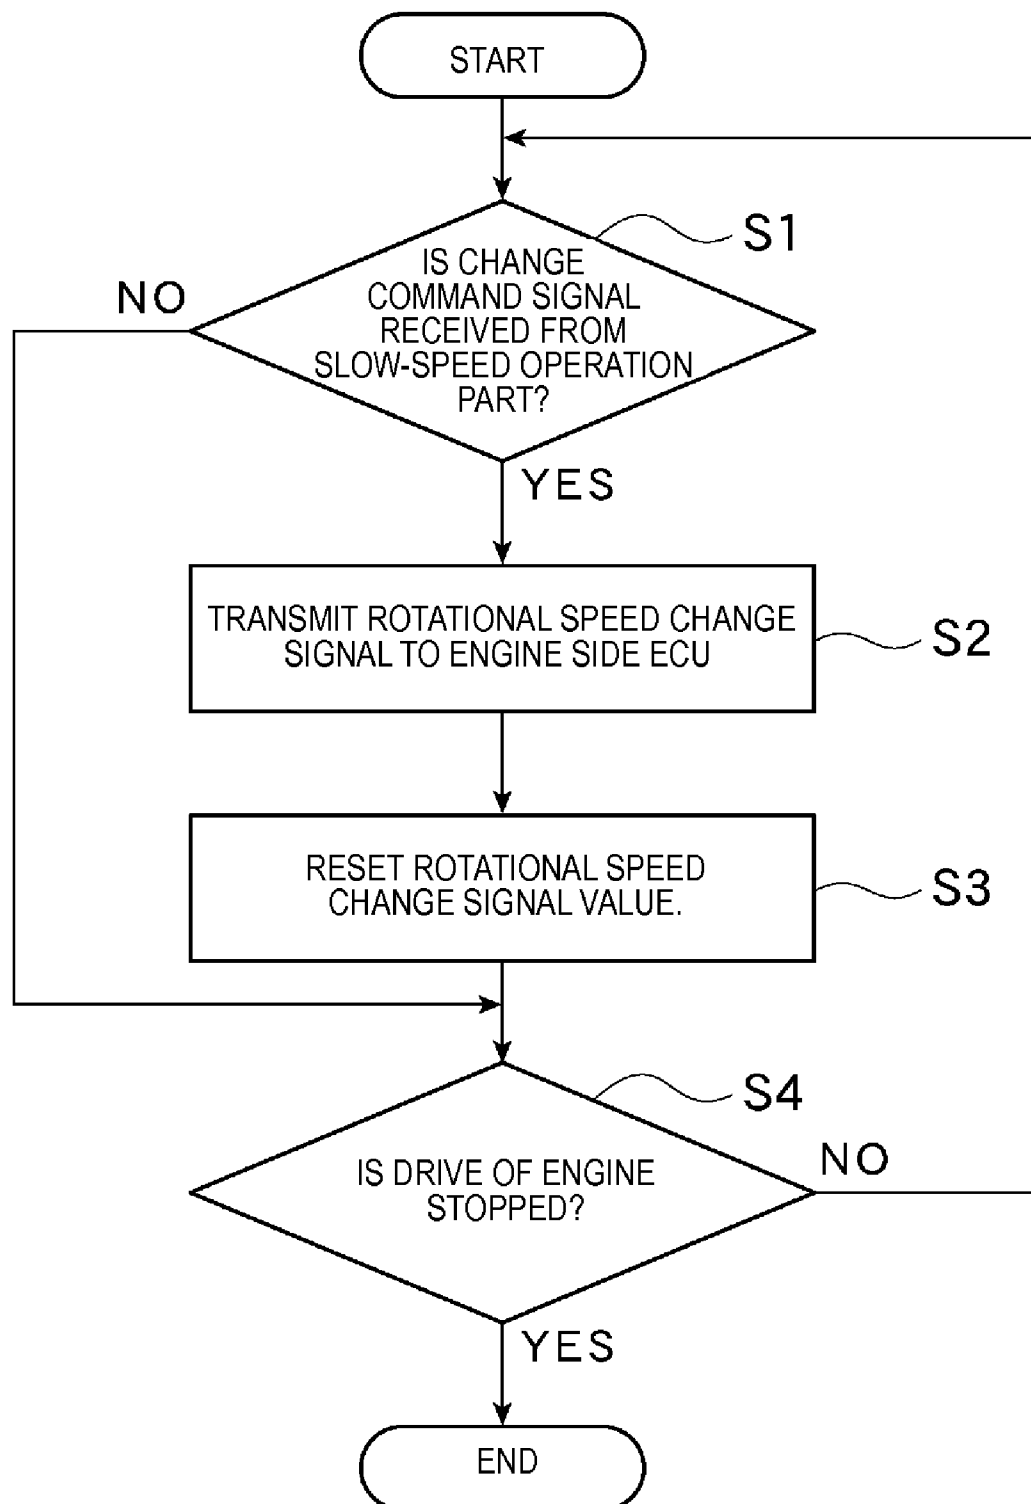 START
S1
IS CHANGE
COMMAND SIGNAL
RECEIVED FROM
SLOW-SPEED OPERATION
PART?
NO
YES
TRANSMIT ROTATIONAL SPEED CHANGE
SIGNAL TO ENGINE SIDE ECU
S2
RESET ROTATIONAL SPEED
CHANGE SIGNAL VALUE.
S3
S4
IS DRIVE OF ENGINE
STOPPED?
NO
YES
END